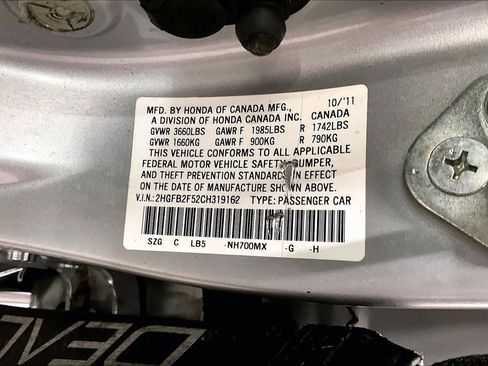 MFD. BY HONDA OF CANADA MFG., 10/'11
A DIVISION OF HONDA CANADA INC. CANADA
GVWR 3660LBS GAWR F 1985LBS R 1742LBS
GVWR 1660KG GAWR F 900KG R 790KG
THIS VEHICLE CONFORMS TO ALL APPLICABLE
FEDERAL MOTOR VEHICLE SAFETY, BUMPER,
AND THEFT PREVENTION STANDARDS IN EFFECT
ON THE DATE OF MANUFACTURE SHOWN ABOVE.
V.I.N.: 2HGFB2F52CH319162 TYPE: PASSENGER CAR
SZG C LB5 -NH700MX -G -H